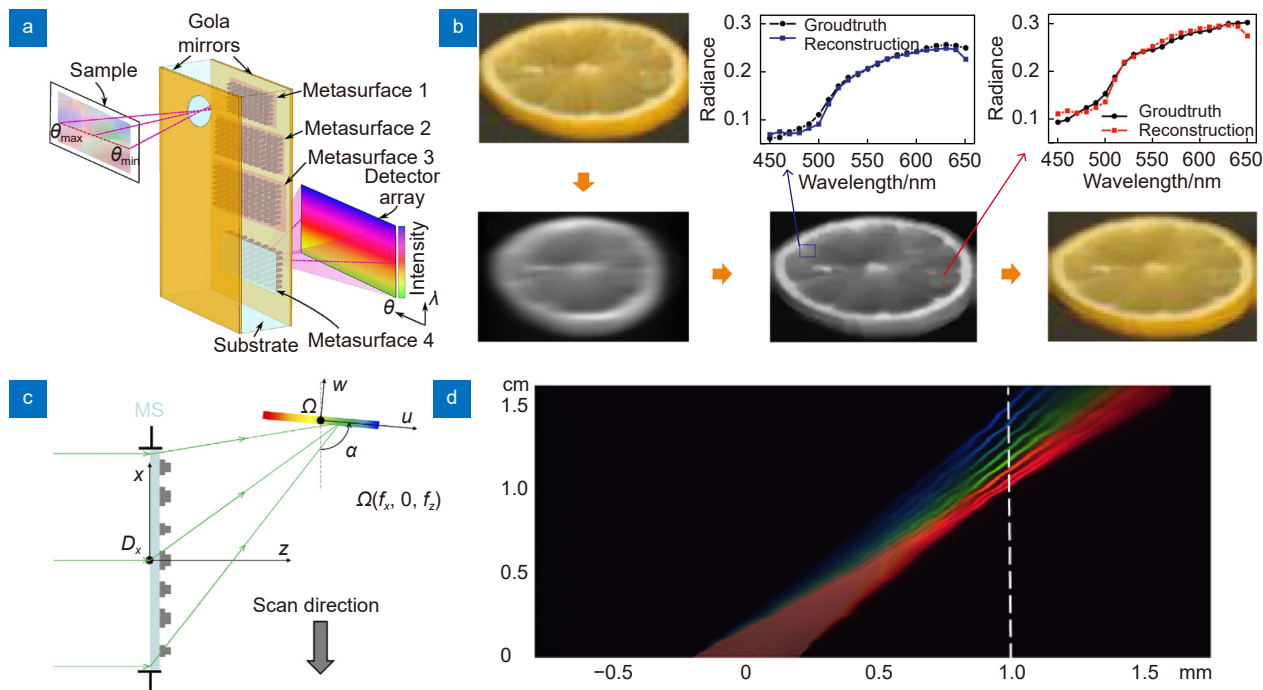 a
Gola
mirrors
Sample
Metasurface 1
Metasurface 2
Metasurface 3
Detector
array
θmax
θmin
Intensity
θ
λ
Substrate
Metasurface 4
b
0.3
0.2
0.1
Radiance
Groudtruth
Reconstruction
450
500
550
600
650
Wavelength/nm
0.3
0.2
0.1
Radiance
Groudtruth
Reconstruction
450
500
550
600
650
Wavelength/nm
c
MS
w
Ω
u
α
x
Ω(fx, 0, fz)
Dx
z
Scan direction
d
cm
1.5
1.0
0.5
0
−0.5
0
0.5
1.0
1.5
mm